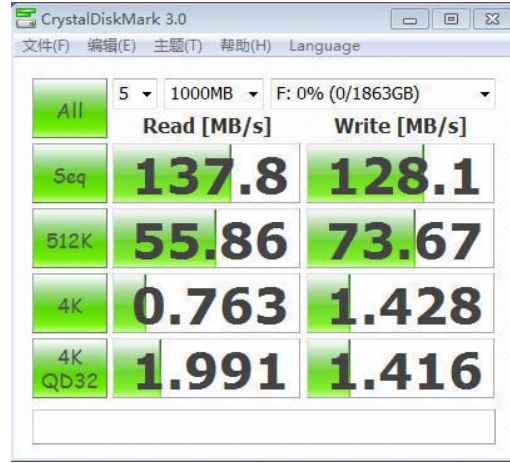 CrystalDiskMark 3.0
文件(F) 编辑(E) 主题(T) 帮助(H) Language
All 5 1000MB F: 0% (0/1863GB)
Read [MB/s] Write [MB/s]
Seq 137.8 128.1
512K 55.86 73.67
4K 0.763 1.428
4K QD32 1.991 1.416